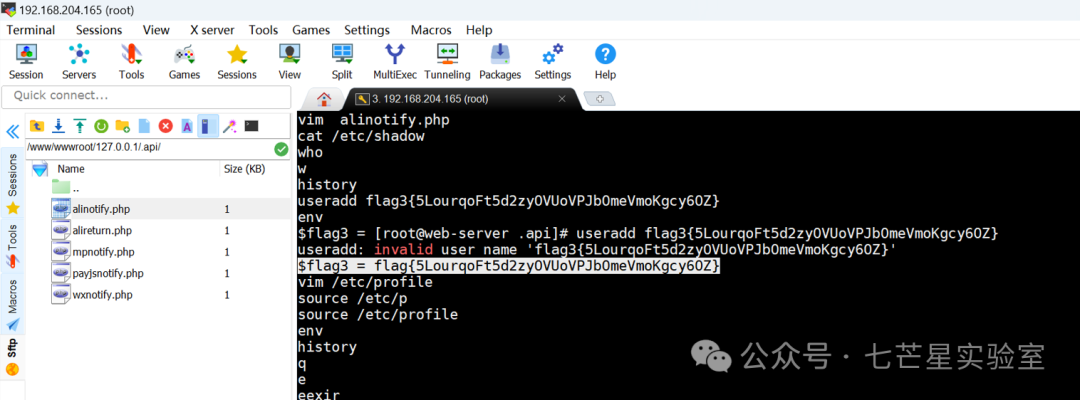 192.168.204.165 (root)
Terminal Sessions View X server Tools Games Settings Macros Help
Session Servers Tools Games Sessions View Split MultiExec Tunneling Packages Settings Help
Quick connect...
3. 192.168.204.165 (root)
/www/wwwroot/127.0.0.1/.api/
Name Size (KB)
..
alinotify.php 1
alireturn.php 1
mpnotify.php 1
payjsnotify.php 1
wxnotify.php 1
Sessions
Tools
Macros
Sftp
vim  alinotify.php
cat /etc/shadow
who
w
history
useradd flag3{5LourqoFt5d2zyOVUoVPJbOmeVmoKgcy6OZ}
env
$flag3 = [root@web-server .api]# useradd flag3{5LourqoFt5d2zyOVUoVPJbOmeVmoKgcy6OZ}
useradd: invalid user name 'flag3{5LourqoFt5d2zyOVUoVPJbOmeVmoKgcy6OZ}'
$flag3 = flag{5LourqoFt5d2zyOVUoVPJbOmeVmoKgcy6OZ}
vim /etc/profile
source /etc/p
source /etc/profile
env
history
q
e
eexir
公众号 · 七芒星实验室